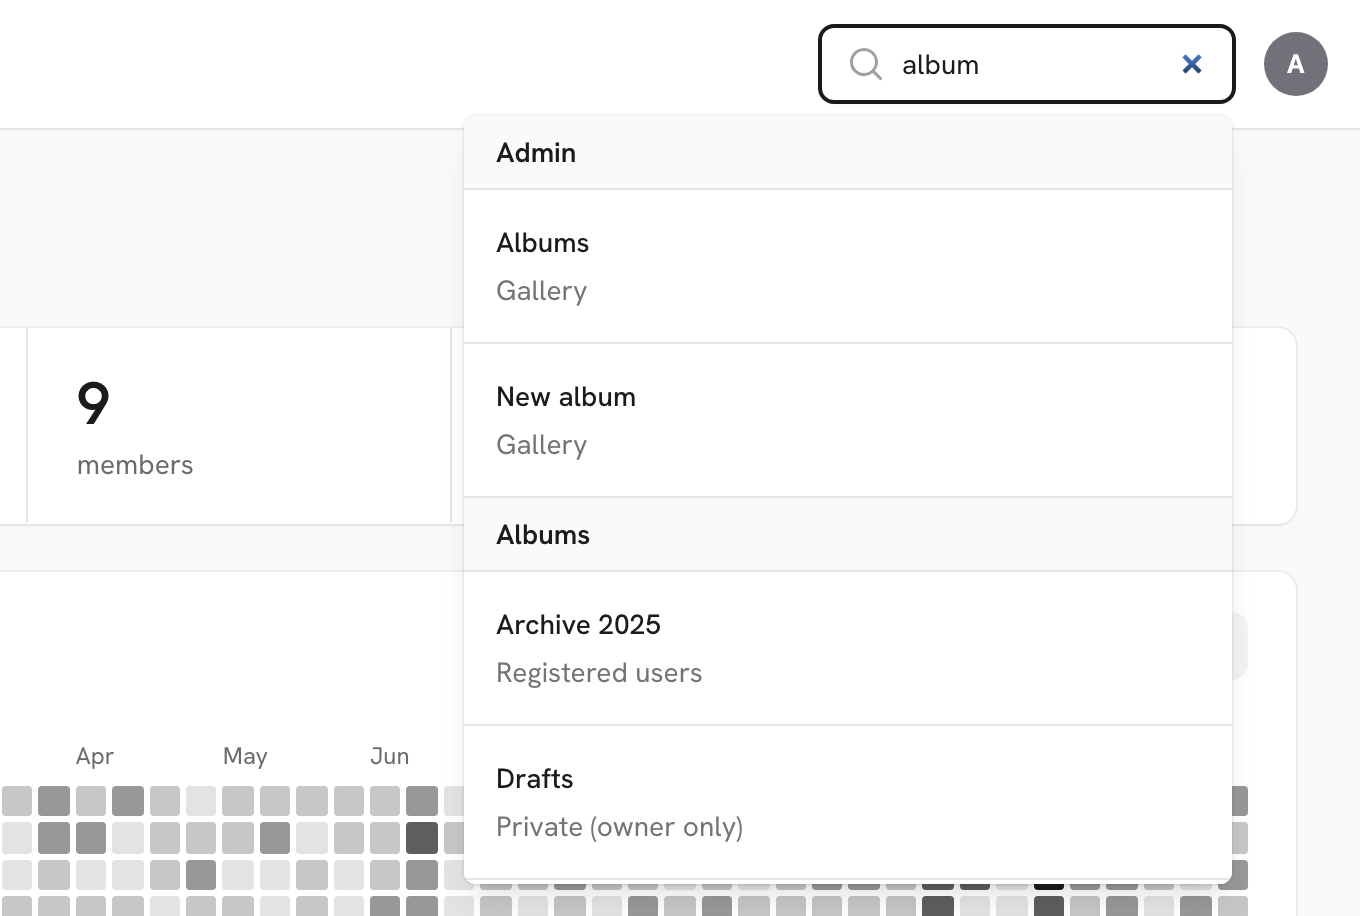 album
A
Admin
Albums
Gallery
New album
Gallery
9
members
Albums
Archive 2025
Registered users
Apr May Jun
Drafts
Private (owner only)